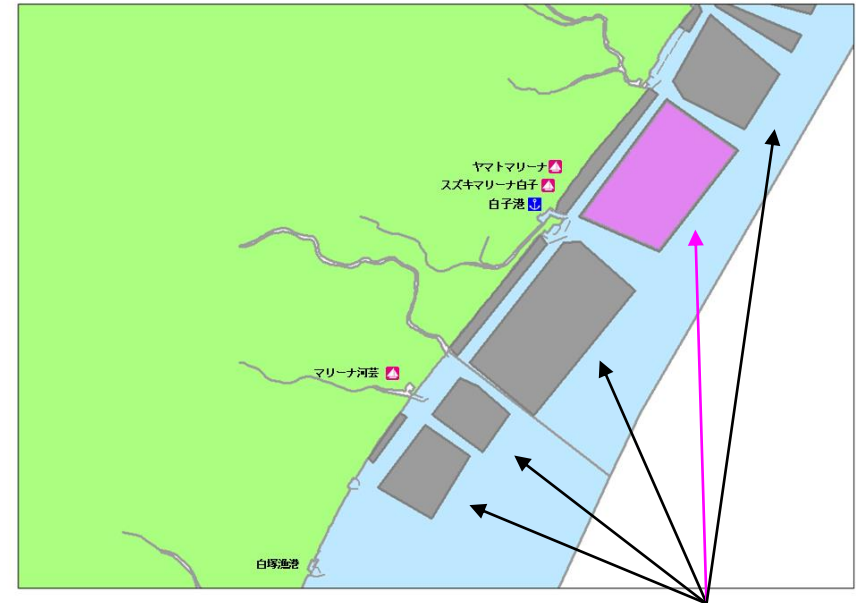 ヤマトマリーナ
スズキマリーナ白子
白子港
マリーナ河芸
白塚漁港